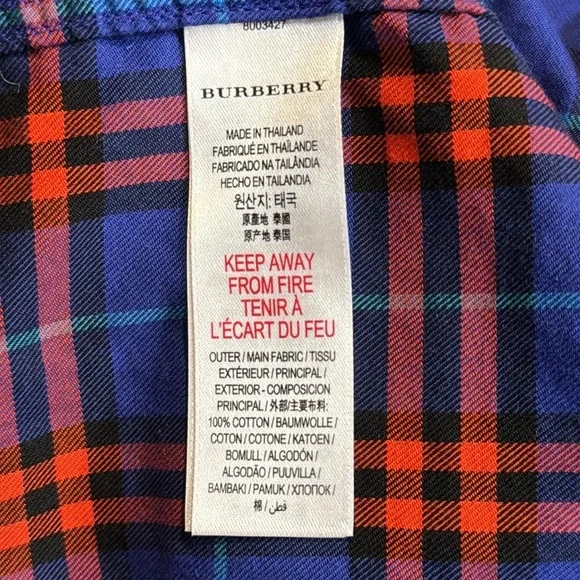 8003427
BURBERRY
MADE IN THAILAND
FABRIQUÉ EN THAÏLANDE
FABRICADO NA TAILÂNDIA
HECHO EN TAILANDIA
원산지: 태국
原產地 泰國
原产地 泰国
KEEP AWAY
FROM FIRE
TENIR À
L'ÉCART DU FEU
OUTER / MAIN FABRIC / TISSU
EXTÉRIEUR / PRINCIPAL /
EXTERIOR - COMPOSICIÓN
PRINCIPAL / 外部/主要布料:
100% COTTON / BAUMWOLLE /
COTON / COTONE / KATOEN /
BOMULL / ALGODÓN /
ALGODÃO / PUUVILLA /
BAMBAKI / PAMUK / ХЛОПОК /
棉 / قطن /